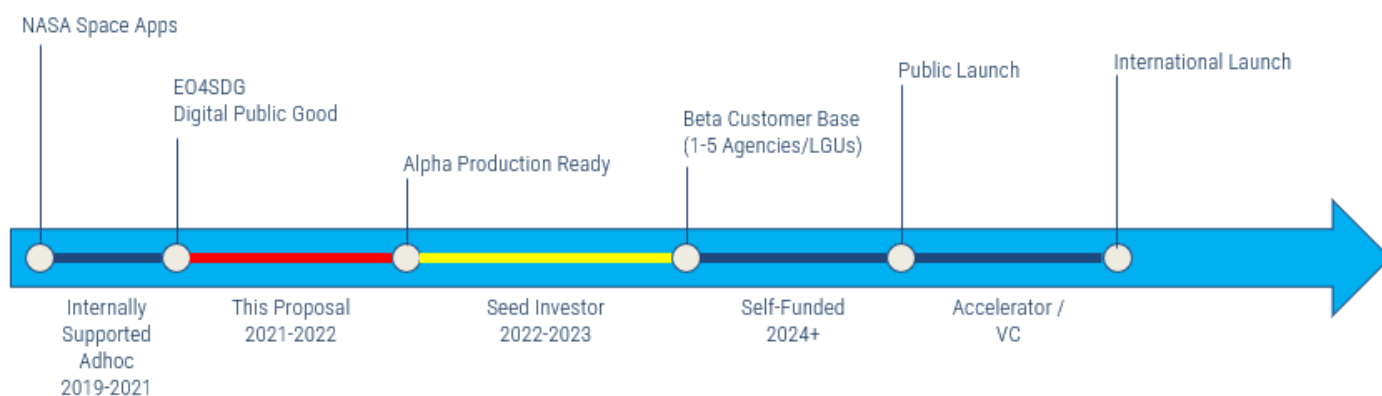 NASA Space Apps
EO4SDG
Digital Public Good
Alpha Production Ready
Beta Customer Base
(1-5 Agencies/LGUs)
Public Launch
International Launch
Internally
Supported
Adhoc
2019-2021
This Proposal
2021-2022
Seed Investor
2022-2023
Self-Funded
2024+
Accelerator /
VC